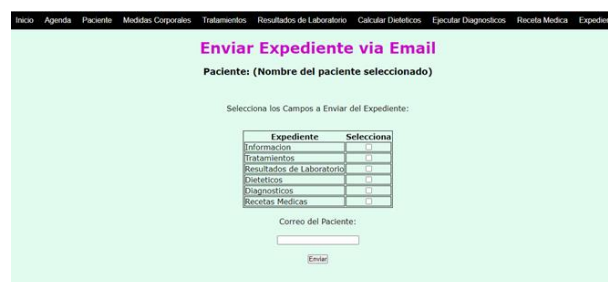 Inicio Agenda Paciente Medidas Corporales Tratamientos Resultados de Laboratorio Calcular Dieteticos Ejecutar Diagnosticos Receta Medica Expedien
Enviar Expediente via Email
Paciente: (Nombre del paciente seleccionado)
Selecciona los Campos a Enviar del Expediente:
Expediente Selecciona
Informacion
Tratamientos
Resultados de Laboratorio
Dieteticos
Diagnosticos
Recetas Medicas
Correo del Paciente:
Enviar